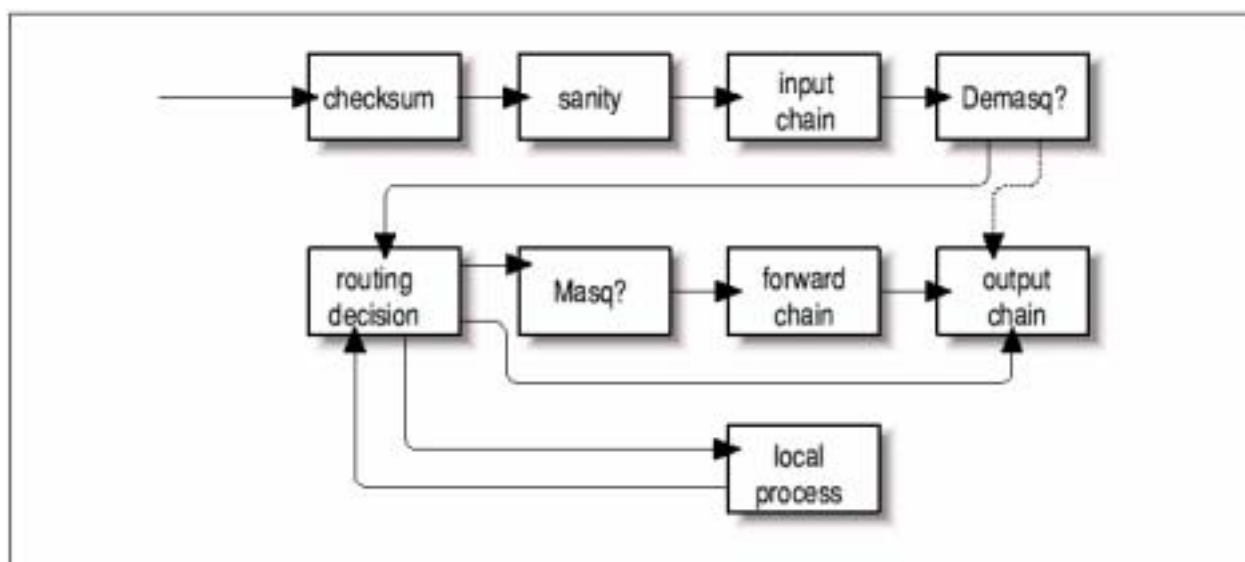 checksum
sanity
input
chain
Demasq?
routing
decision
Masq?
forward
chain
output
chain
local
process